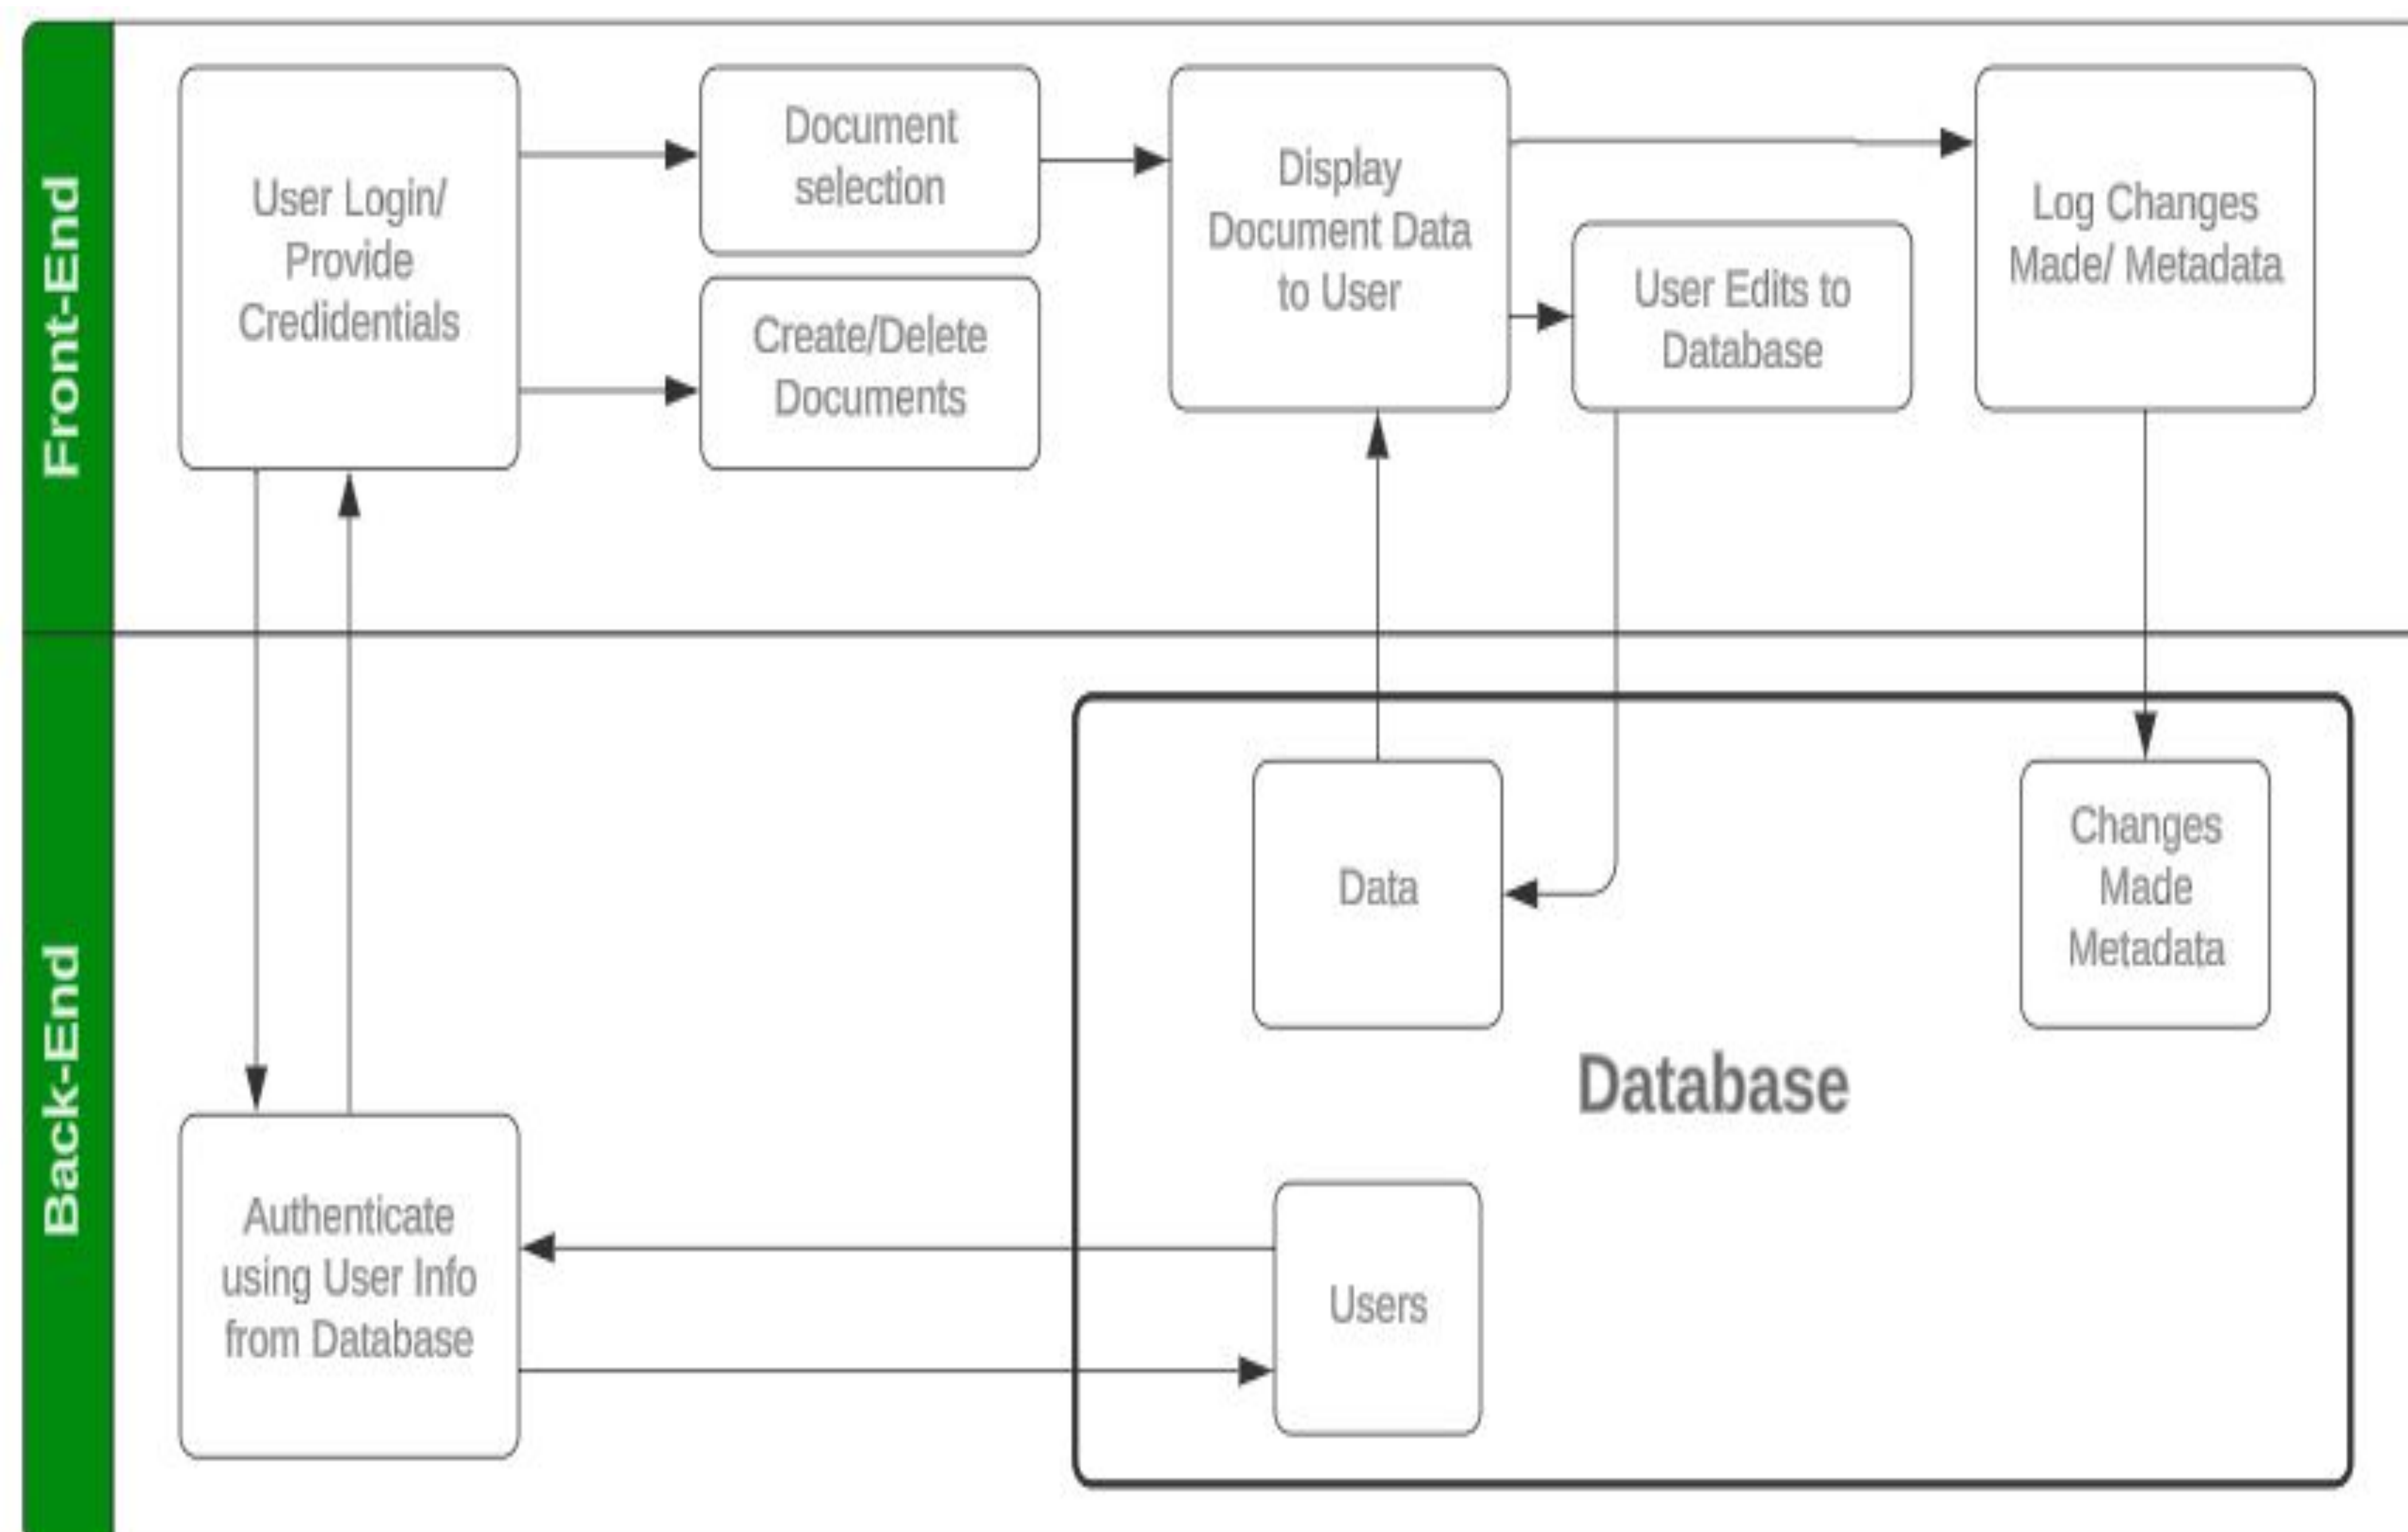 Front-End
User Login/
Provide
Credidentials
Document
selection
Create/Delete
Documents
Display
Document Data
to User
User Edits to
Database
Log Changes
Made/ Metadata
Back-End
Authenticate
using User Info
from Database
Data
Changes
Made
Metadata
Database
Users